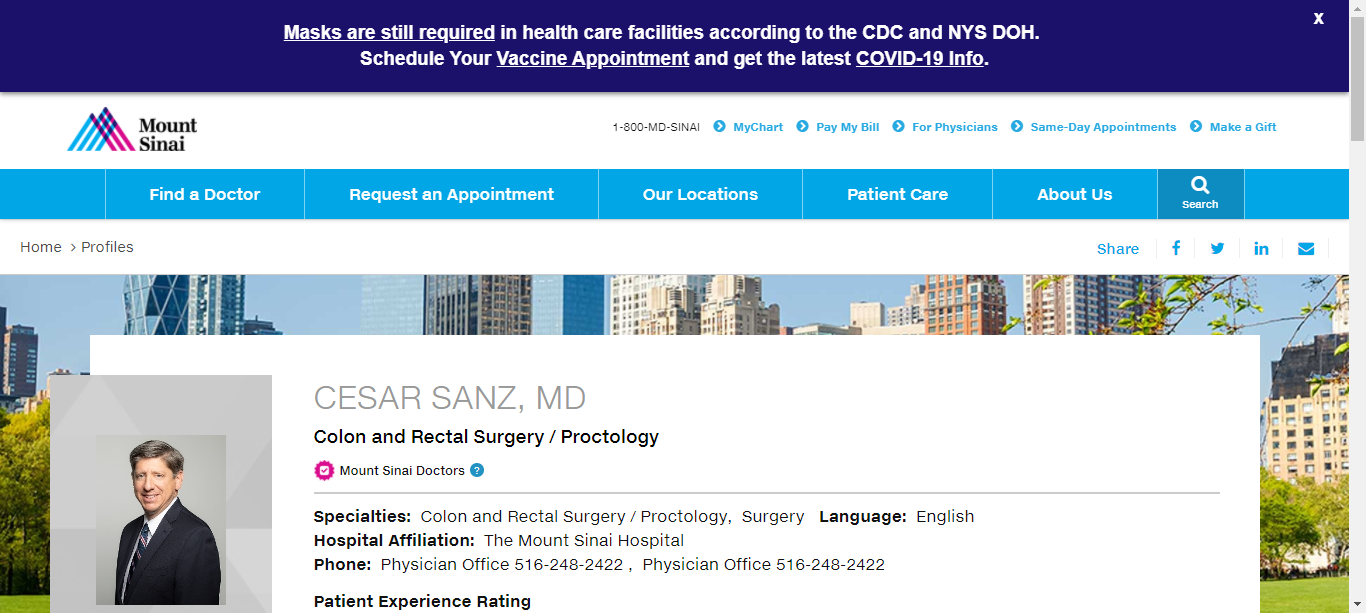 Masks are still required in health care facilities according to the CDC and NYS DOH.
X
Schedule Your Vaccine Appointment and get the latest COVID-19 Info.
Mount
Sinai
1-800-MD-SINAI MyChart Pay My Bill For Physicians Same-Day Appointments Make a Gift
Find a Doctor Request an Appointment Our Locations Patient Care About Us Search
Home > Profiles
Share
CESAR SANZ, MD
Colon and Rectal Surgery / Proctology
Mount Sinai Doctors ?
Specialties: Colon and Rectal Surgery / Proctology, Surgery Language: English
Hospital Affiliation: The Mount Sinai Hospital
Phone: Physician Office 516-248-2422 , Physician Office 516-248-2422
Patient Experience Rating